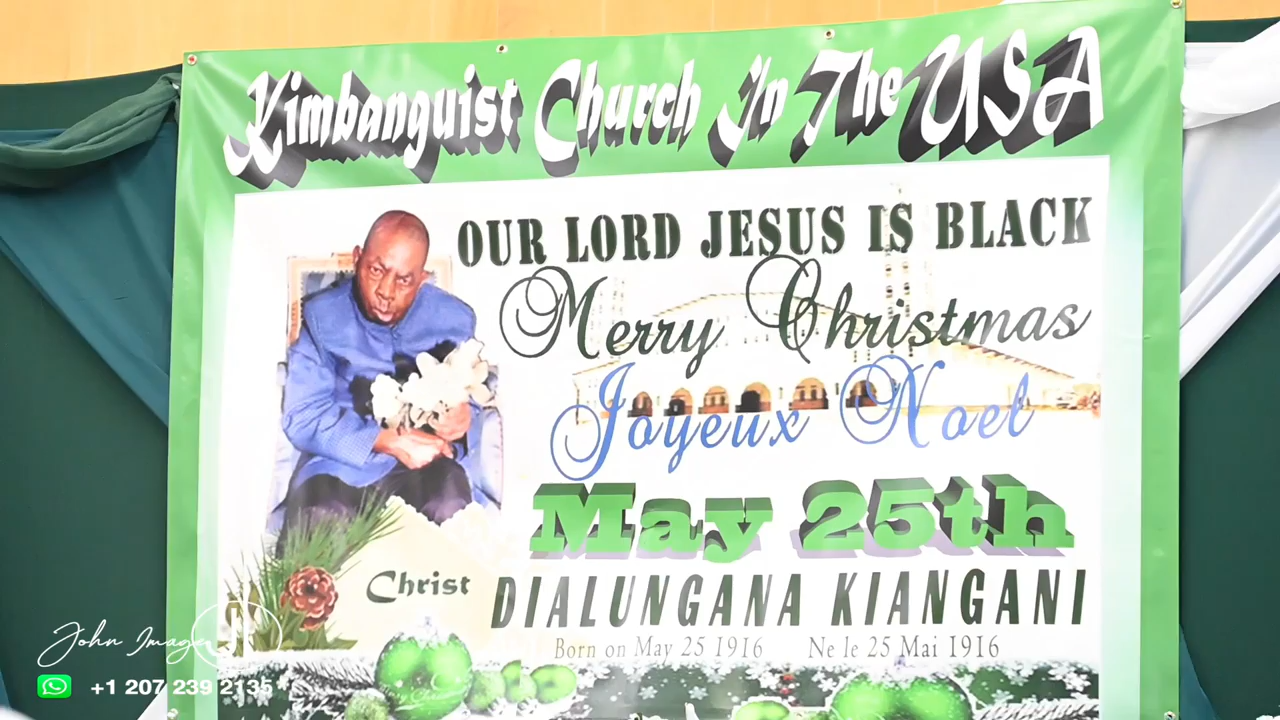 Kimbanguist Church In The USA
OUR LORD JESUS IS BLACK
Merry Christmas
Joyeux Noel
May 25th
Christ
DIALUNGANA KIANGANI
Born on May 25 1916 Ne le 25 Mai 1916
John Image
+1 207 239 2135